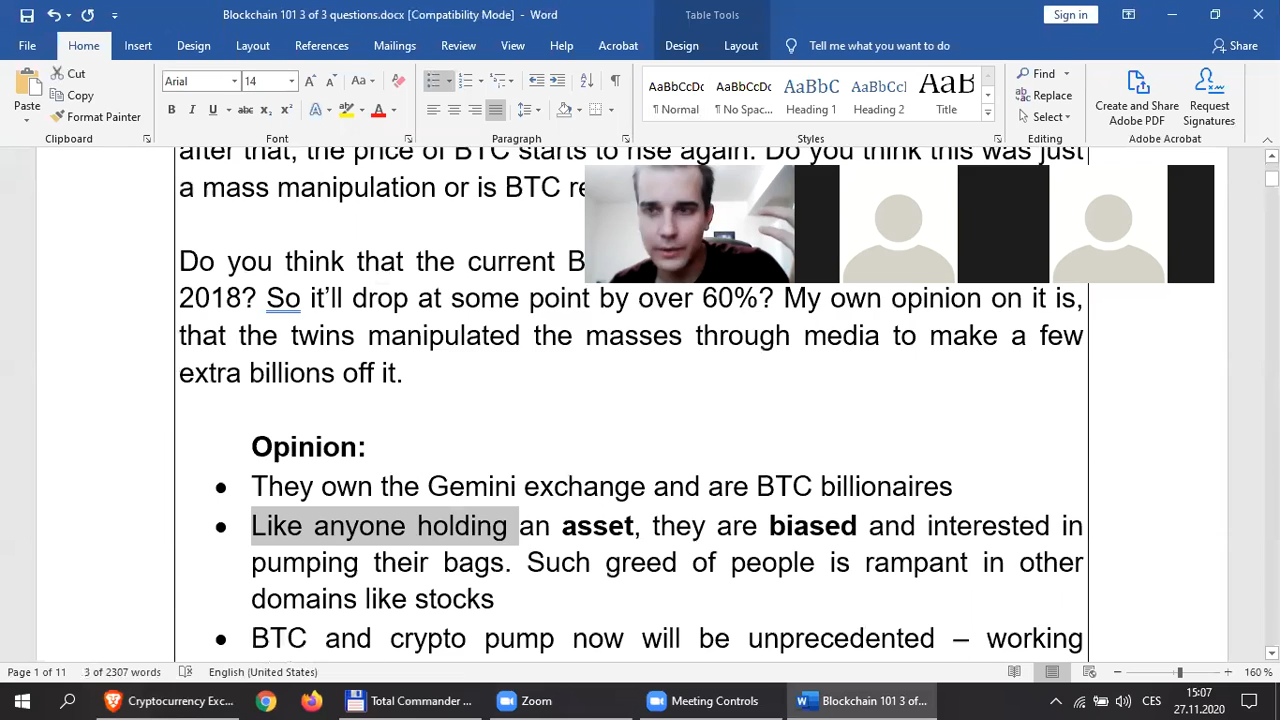 Blockchain 101 3 of 3 questions.docx [Compatibility Mode] - Word
Table Tools
Sign in
File Home Insert Design Layout References Mailings Review View Help Acrobat Design Layout Tell me what you want to do Share
Paste Cut
Copy
Format Painter
Arial 14
Aa
B I U abc x₂ x² A A
AaBbCcDc AaBbCcDc AaBbC AaBbCcI AaB
¶ Normal ¶ No Spac... Heading 1 Heading 2 Title
Find
Replace
Select
Create and Share Adobe PDF
Request Signatures
Clipboard Font Paragraph Styles Editing Adobe Acrobat
after that, the price of BTC starts to rise again. Do you think this was just
a mass manipulation or is BTC re
Do you think that the current B
2018? So it’ll drop at some point by over 60%? My own opinion on it is,
that the twins manipulated the masses through media to make a few
extra billions off it.
Opinion:
• They own the Gemini exchange and are BTC billionaires
• Like anyone holding an asset, they are biased and interested in
pumping their bags. Such greed of people is rampant in other
domains like stocks
• BTC and crypto pump now will be unprecedented – working
Page 1 of 11 3 of 2307 words English (United States) 160 %
Cryptocurrency Exc... Total Commander ... Zoom Meeting Controls Blockchain 101 3 of... CES 15:07
27.11.2020